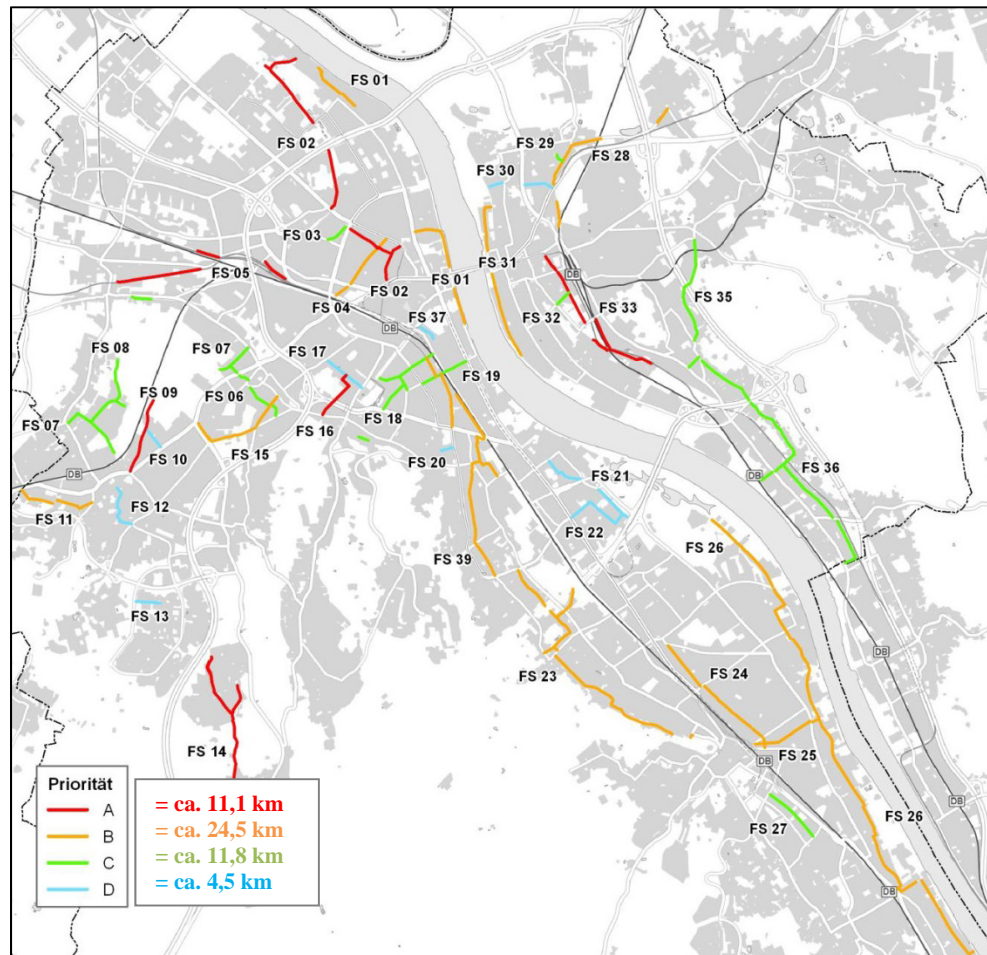 FS 01
FS 02
FS 29
FS 28
FS 30
FS 03
FS 31
FS 05
FS 02
FS 01
DB
FS 35
FS 04
FS 32
FS 33
FS 37
DB
FS 08
FS 07
FS 17
FS 19
FS 09
FS 06
FS 07
FS 18
FS 16
FS 15
FS 10
FS 20
FS 36
DB
DB
FS 21
FS 11
FS 12
FS 22
FS 39
FS 26
FS 13
DB
FS 23
FS 24
FS 14
FS 25
DB
Priorität
A
B
C
D
= ca. 11,1 km
= ca. 24,5 km
= ca. 11,8 km
= ca. 4,5 km
FS 26
DB
FS 27
DB